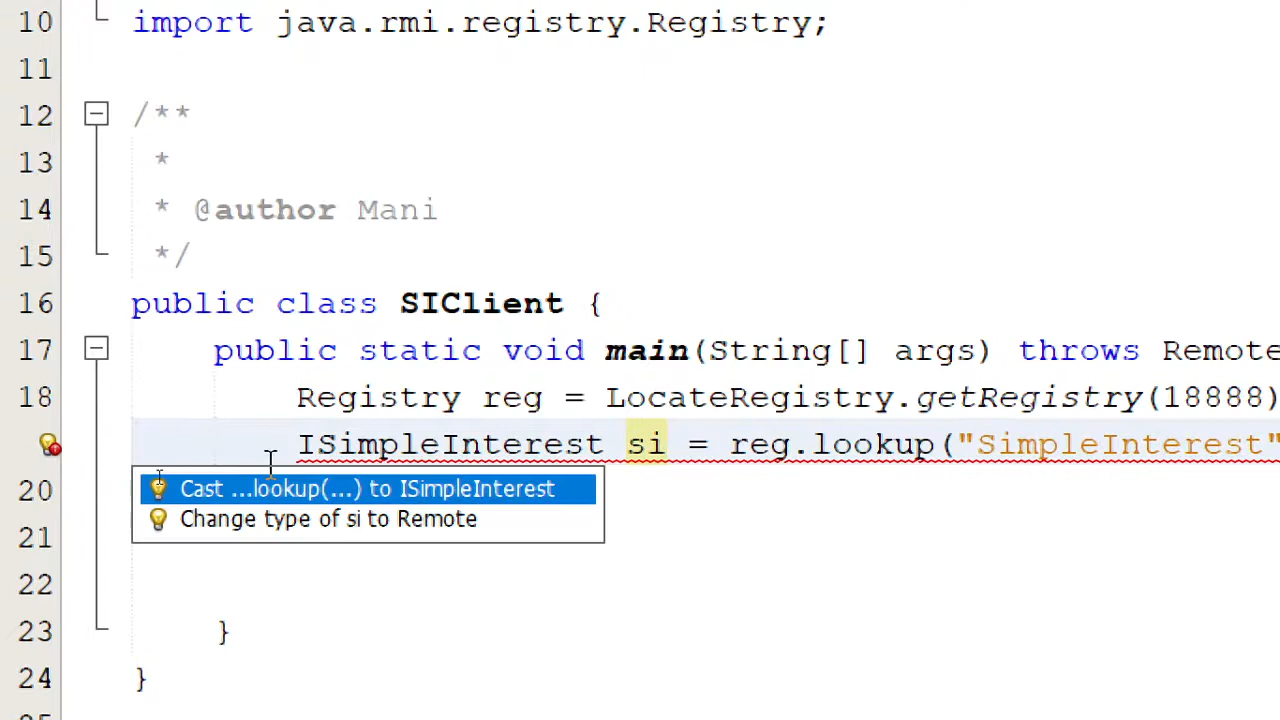 10 import java.rmi.registry.Registry;
11
12 /**
13 *
14 * @author Mani
15 */
16 public class SIClient {
17 public static void main(String[] args) throws Remote
18 Registry reg = LocateRegistry.getRegistry(18888)
ISimpleInterest si = reg.lookup("SimpleInterest"
Cast ...lookup(...) to ISimpleInterest
20
Change type of si to Remote
21
22
23 }
24 }
25